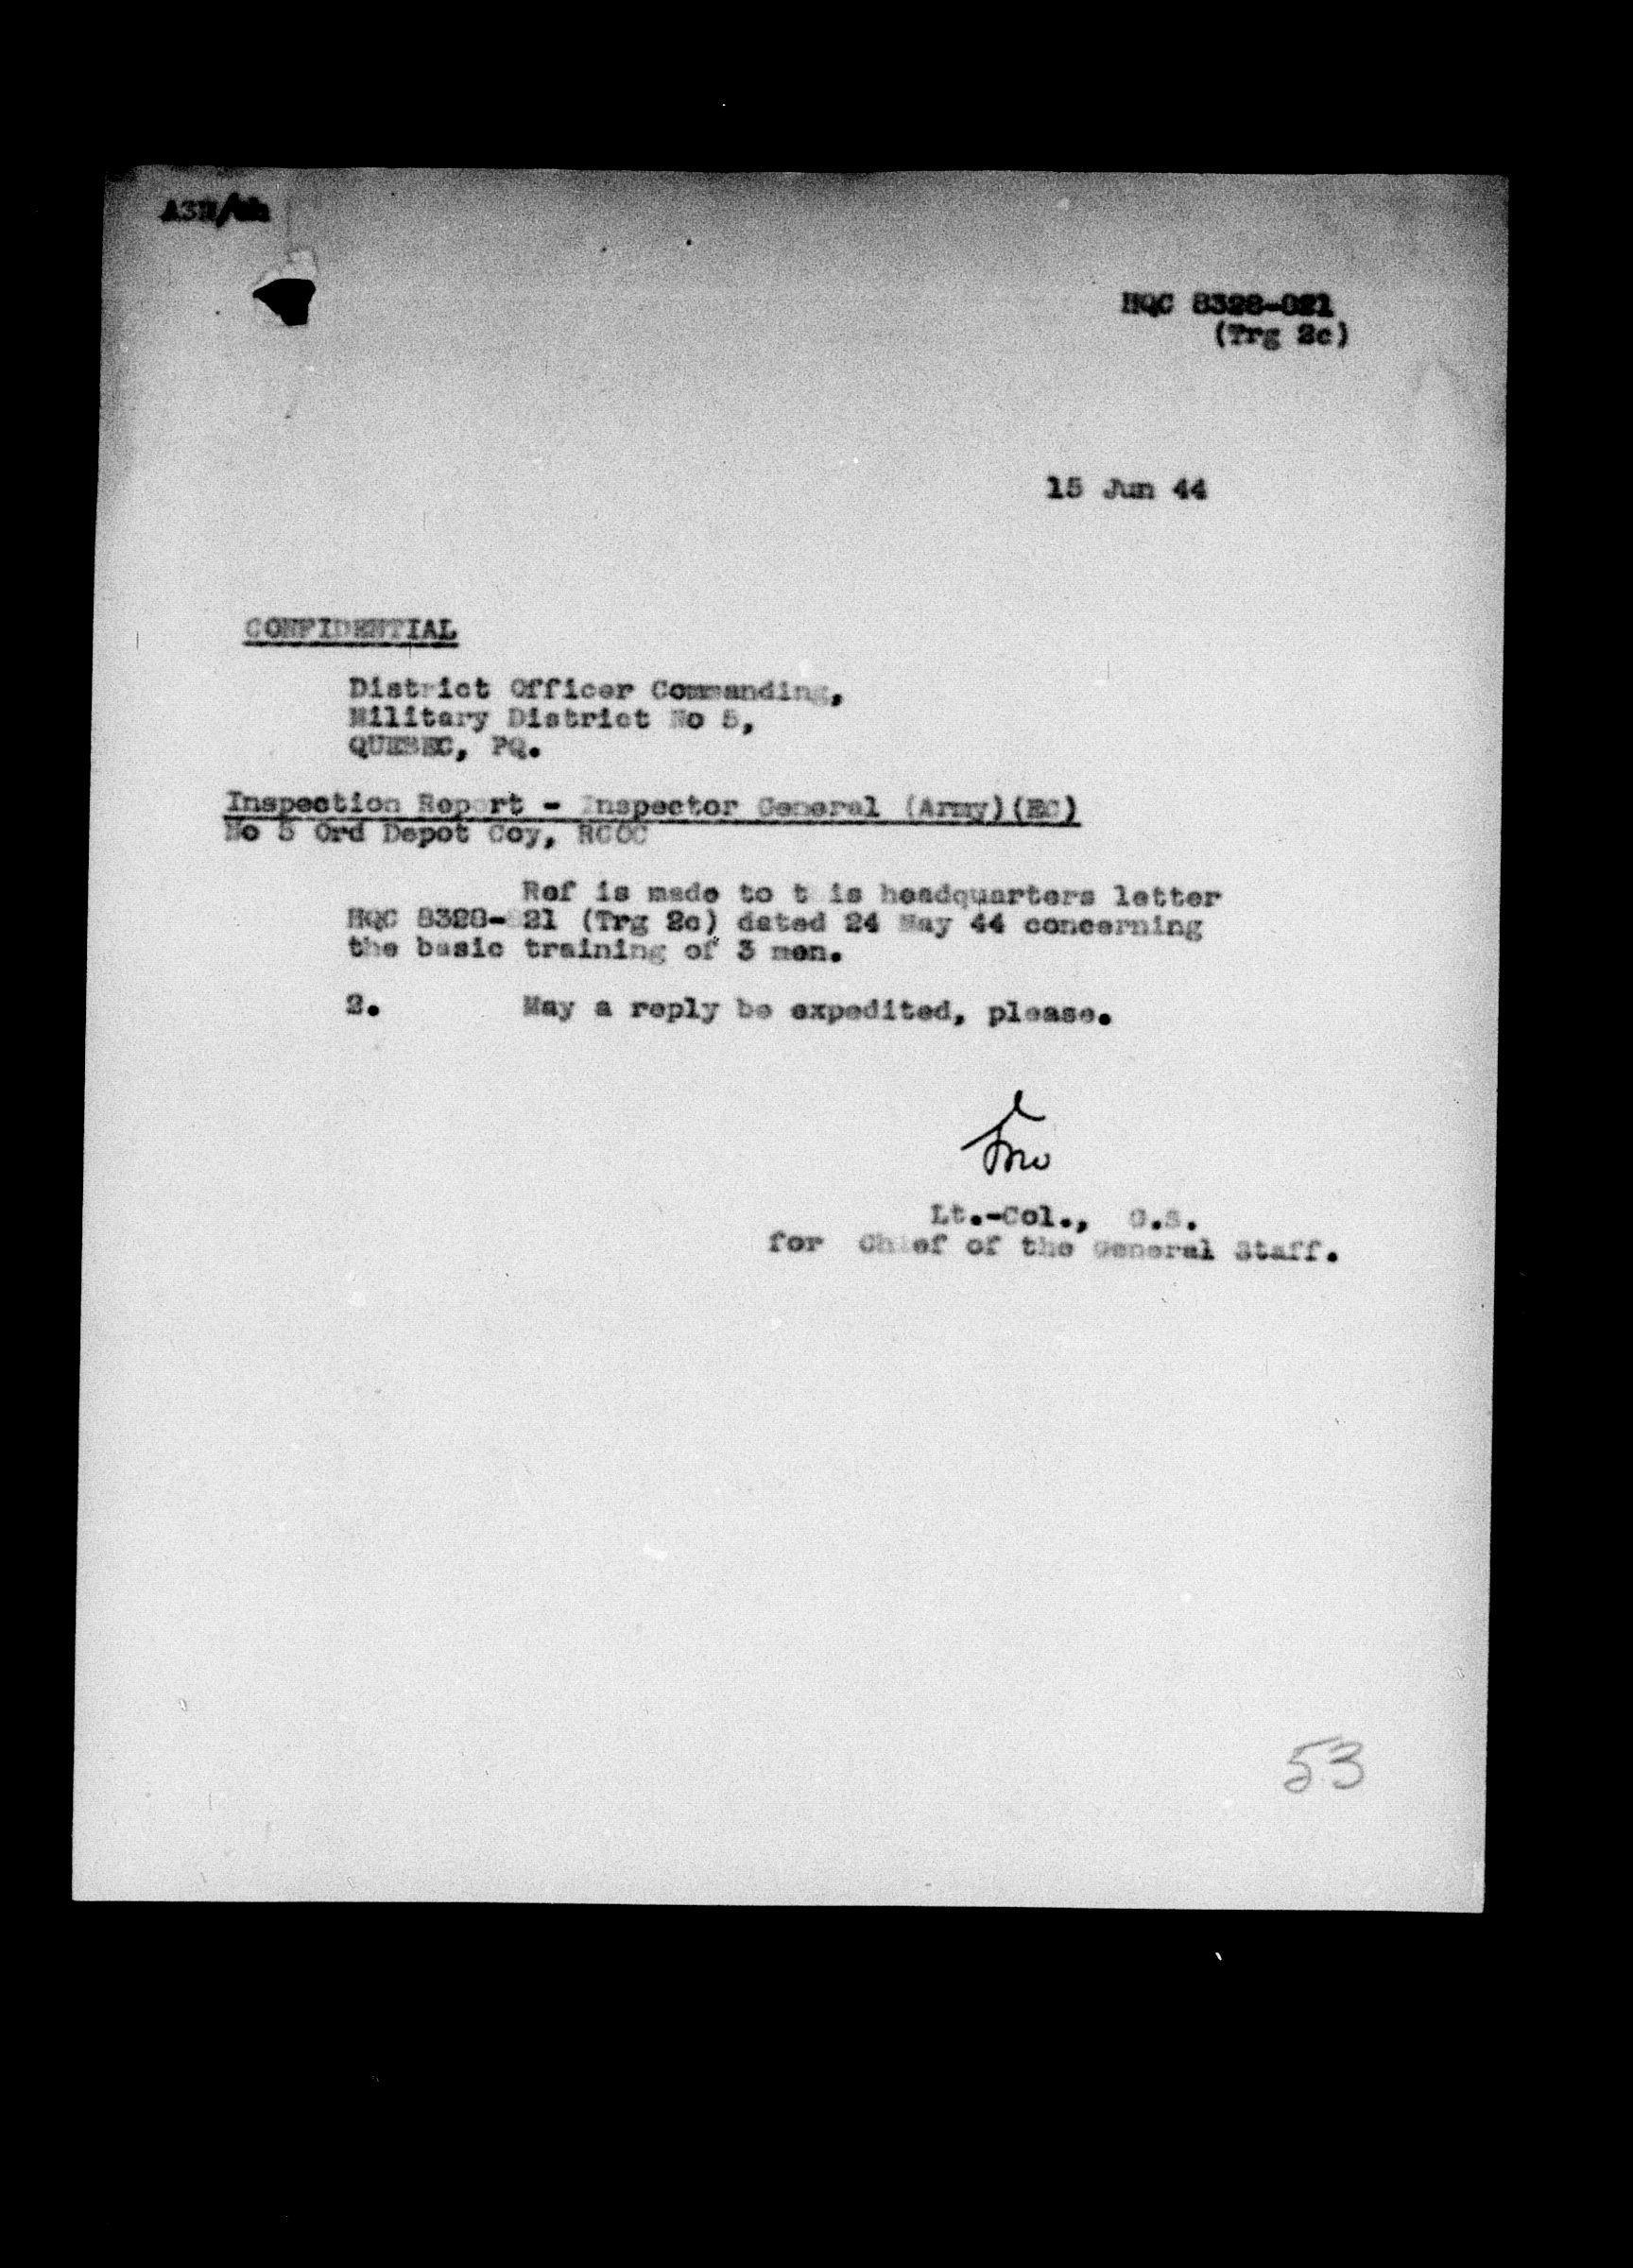 HQC 8328-021
(Trg 2c)
15 Jun 44
CONFIDENTIAL
District Officer Commanding,
Military District No 5,
QUEBEC, PQ.
Inspection Report - Inspector General (Army)(EC)
No 5 Ord Depot Coy, RCOC
Ref is made to this headquarters letter
HQC 8328-021 (Trg 2c) dated 24 May 44 concerning
the basic training of 3 men.
2. May a reply be expedited, please.
Lt.-Col., G.S.
for Chief of the General Staff.
53